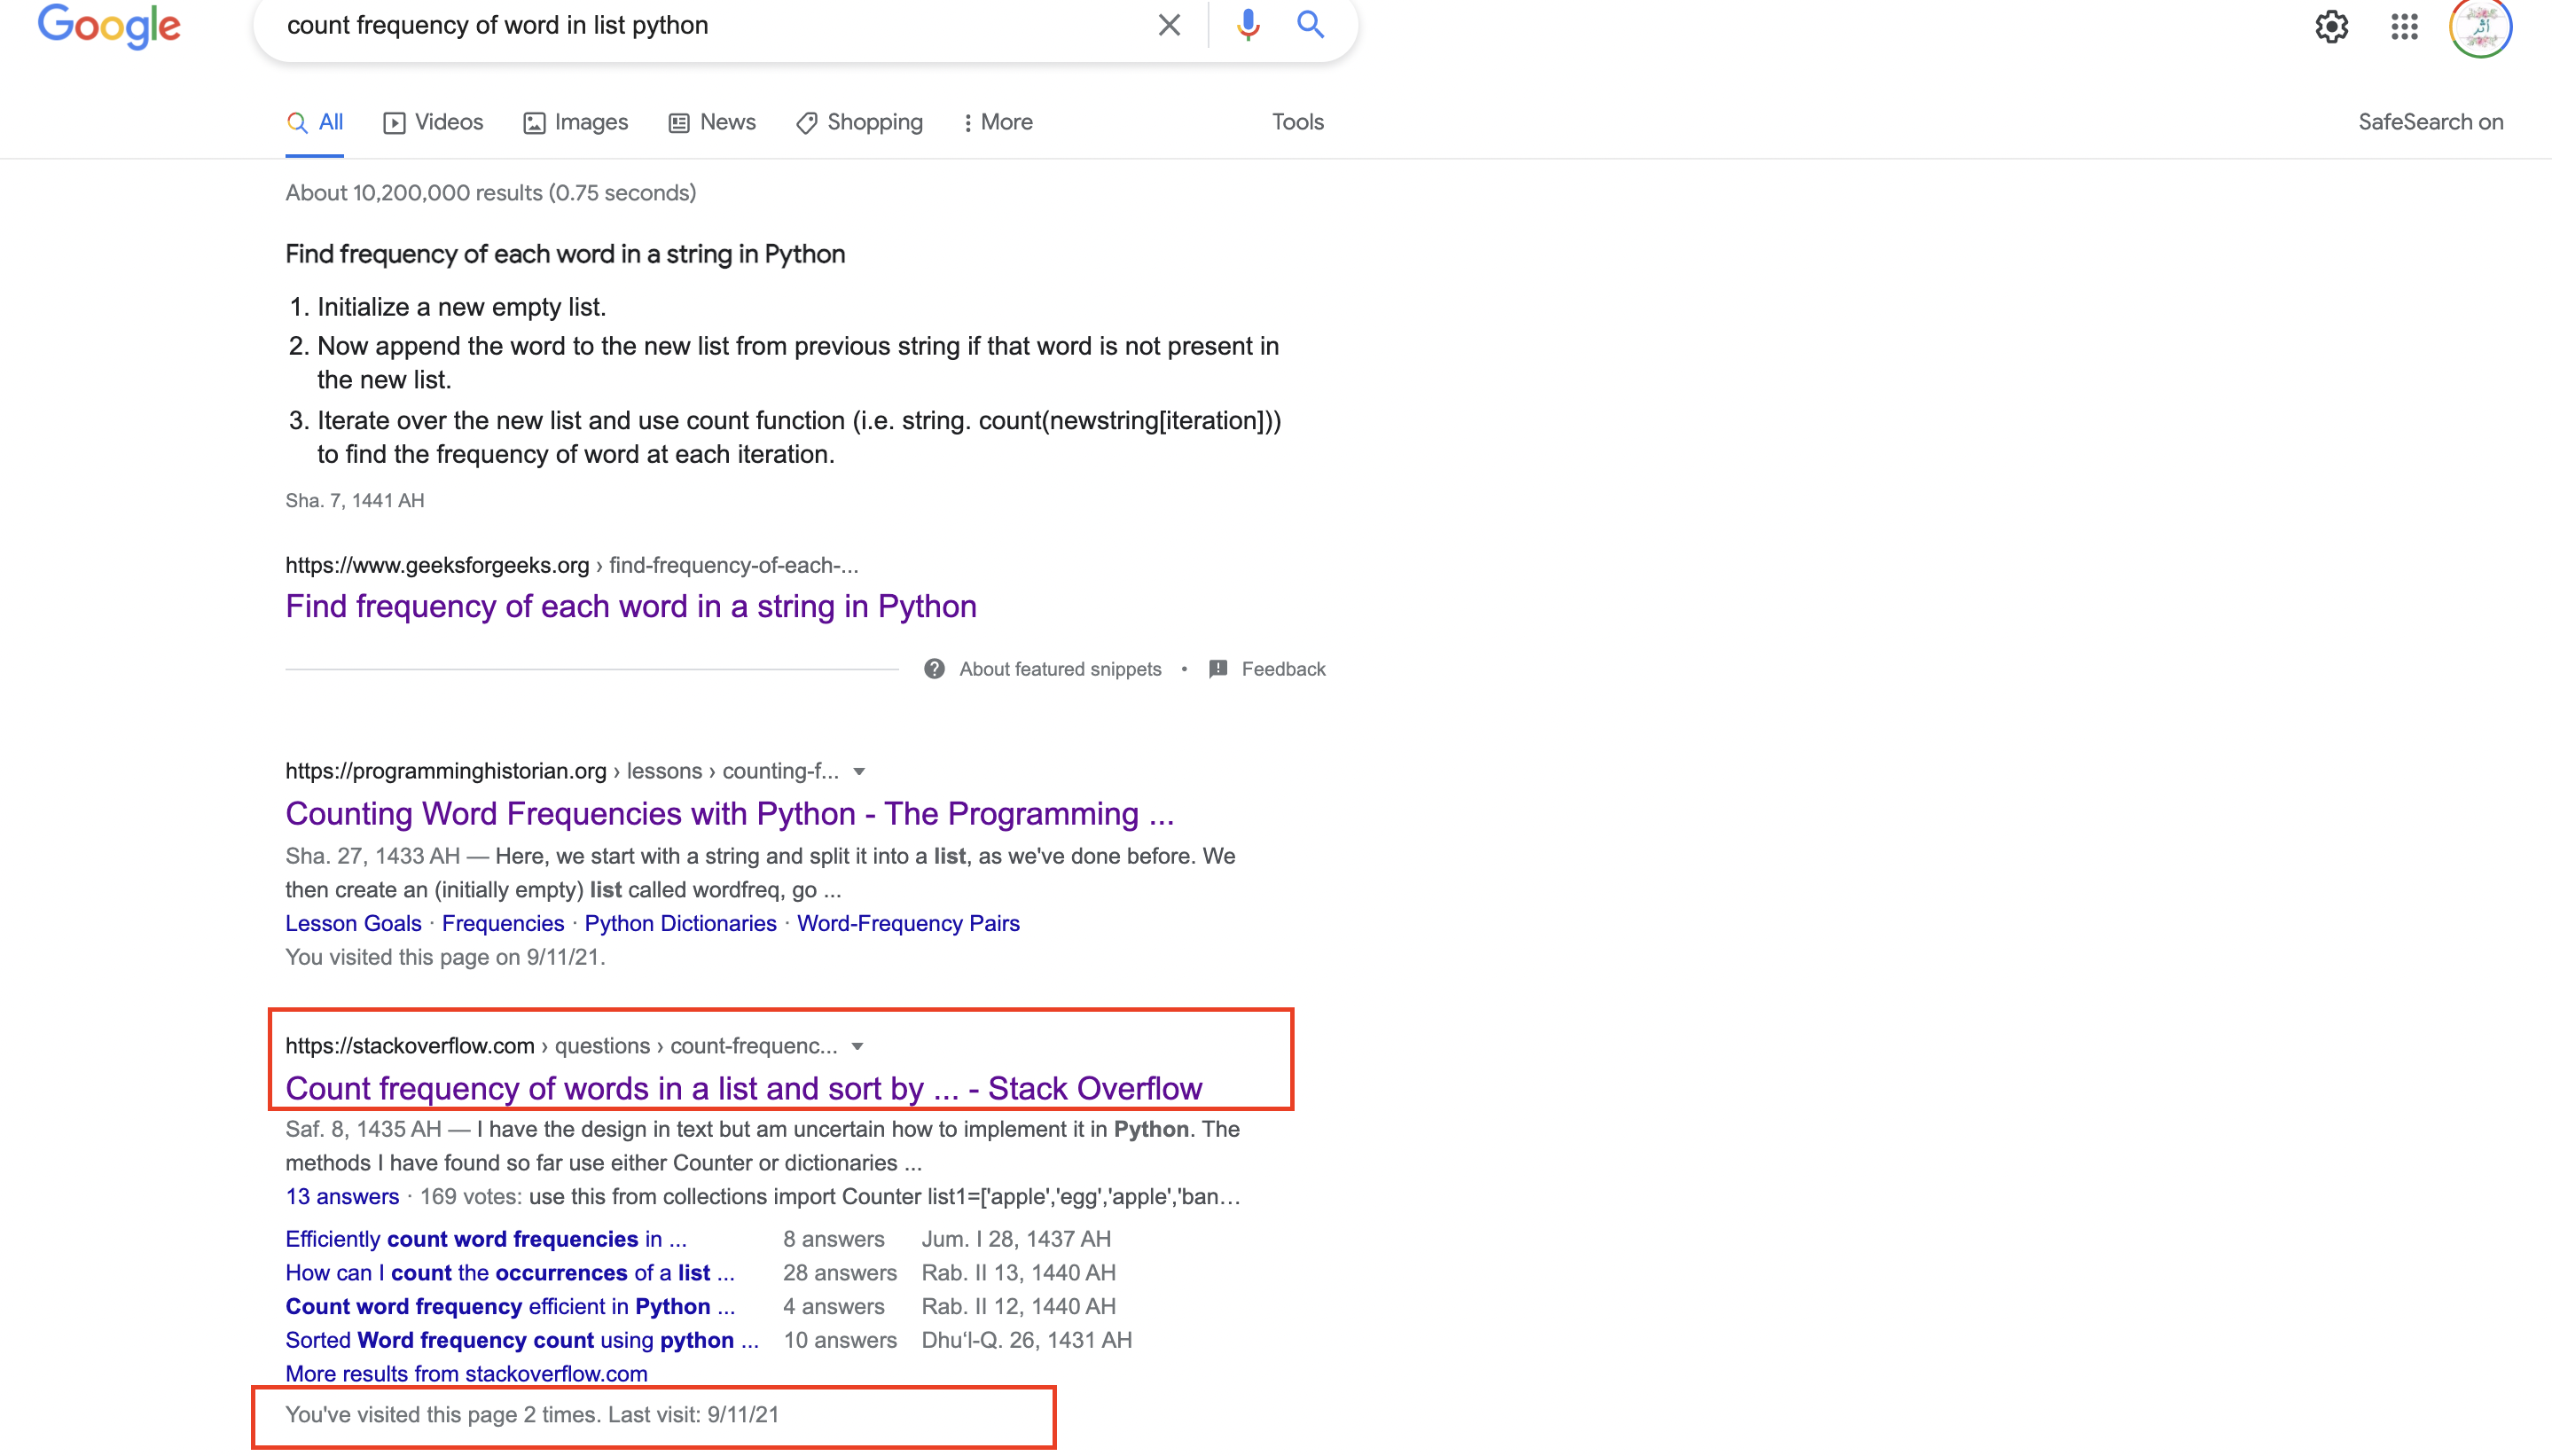 Google
count frequency of word in list python
أثر
All
Videos
Images
News
Shopping
More
Tools
SafeSearch on
About 10,200,000 results (0.75 seconds)
Find frequency of each word in a string in Python
1. Initialize a new empty list.
2. Now append the word to the new list from previous string if that word is not present in
the new list.
3. Iterate over the new list and use count function (i.e. string. count(newstring[iteration]))
to find the frequency of word at each iteration.
Sha. 7, 1441 AH
https://www.geeksforgeeks.org › find-frequency-of-each-...
Find frequency of each word in a string in Python
About featured snippets • Feedback
https://programminghistorian.org › lessons › counting-f...
Counting Word Frequencies with Python - The Programming ...
Sha. 27, 1433 AH — Here, we start with a string and split it into a list, as we've done before. We
then create an (initially empty) list called wordfreq, go ...
Lesson Goals · Frequencies · Python Dictionaries · Word-Frequency Pairs
You visited this page on 9/11/21.
https://stackoverflow.com › questions › count-frequenc...
Count frequency of words in a list and sort by ... - Stack Overflow
Saf. 8, 1435 AH — I have the design in text but am uncertain how to implement it in Python. The
methods I have found so far use either Counter or dictionaries ...
13 answers · 169 votes: use this from collections import Counter list1=['apple','egg','apple','ban...
Efficiently count word frequencies in ... 8 answers Jum. I 28, 1437 AH
How can I count the occurrences of a list ... 28 answers Rab. II 13, 1440 AH
Count word frequency efficient in Python ... 4 answers Rab. II 12, 1440 AH
Sorted Word frequency count using python ... 10 answers Dhuʻl-Q. 26, 1431 AH
More results from stackoverflow.com
You've visited this page 2 times. Last visit: 9/11/21